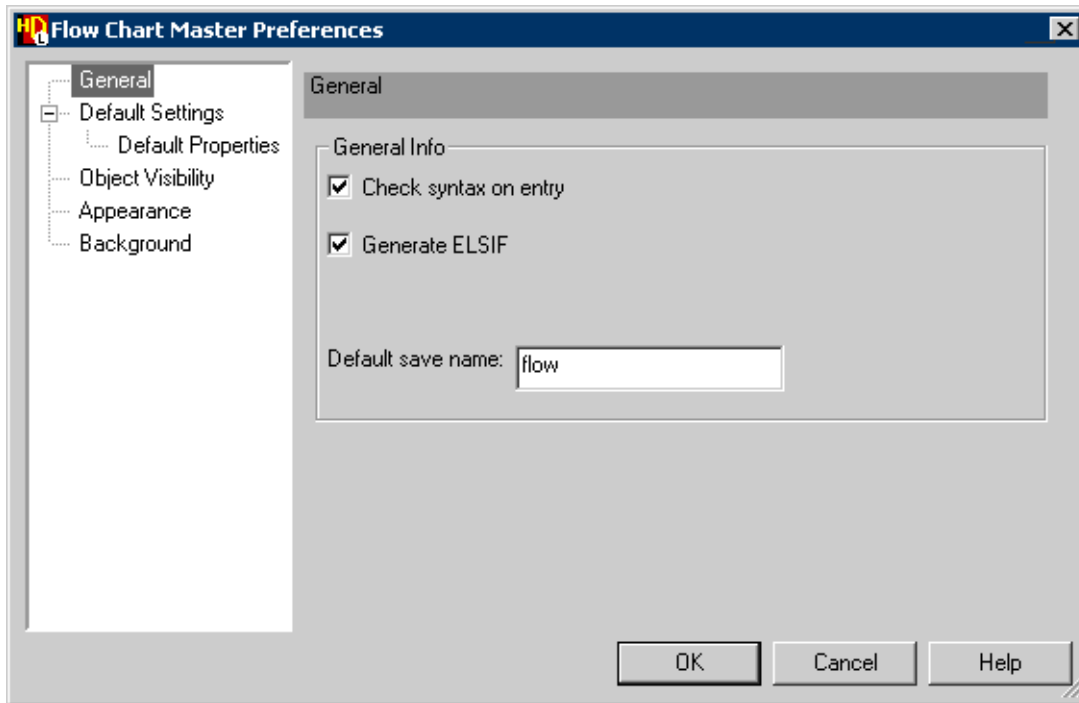 HDL Flow Chart Master Preferences
General
Default Settings
Default Properties
Object Visibility
Appearance
Background
General
General Info
Check syntax on entry
Generate ELSIF
Default save name: flow
OK Cancel Help